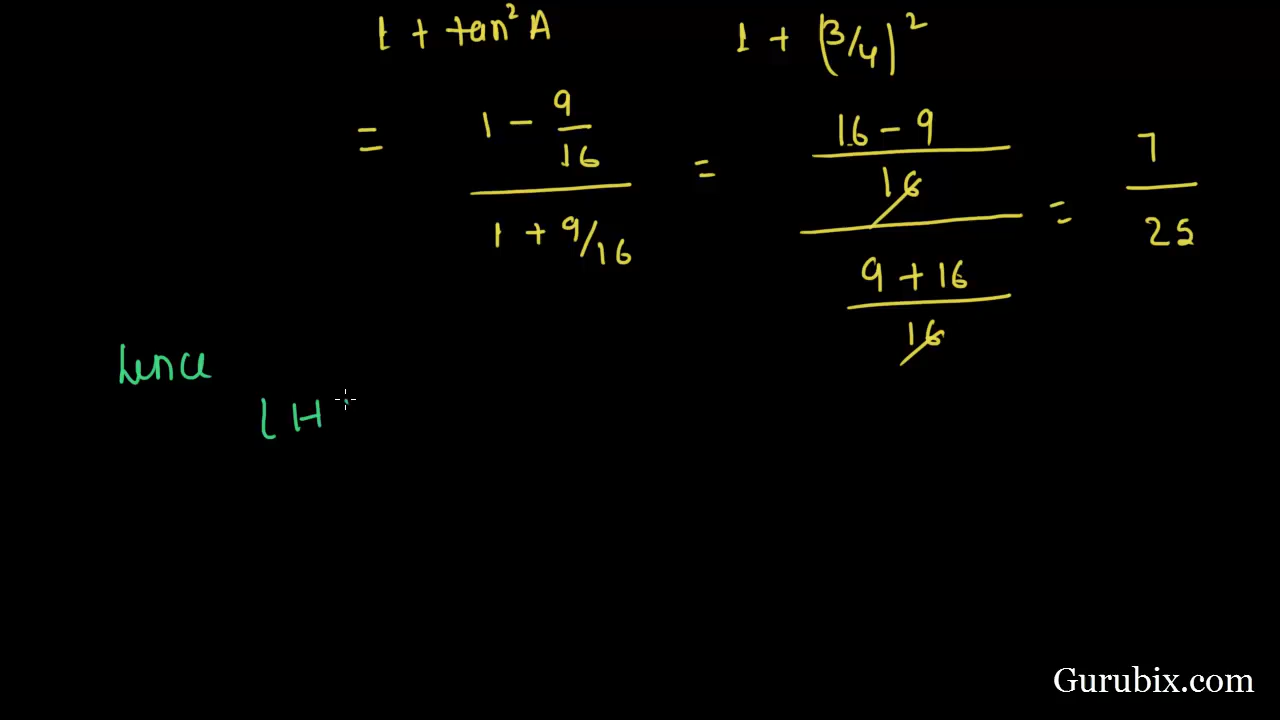 1 + tan² A    1 + (3/4)²
= (1 - 9/16) / (1 + 9/16) = ((16 - 9)/16) / ((9 + 16)/16) = 7/25
hence
LH
Gurubix.com